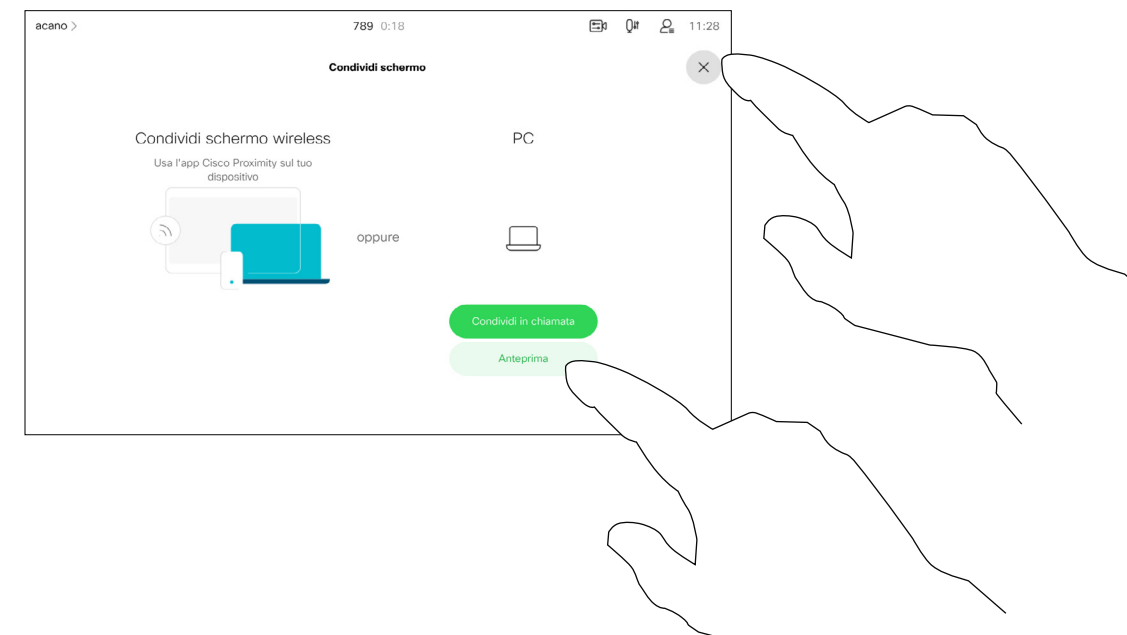 acano
789 0:18
11:28
Condividi schermo
Condividi schermo wireless
Usa l'app Cisco Proximity sul tuo
dispositivo
oppure
PC
Condividi in chiamata
Anteprima